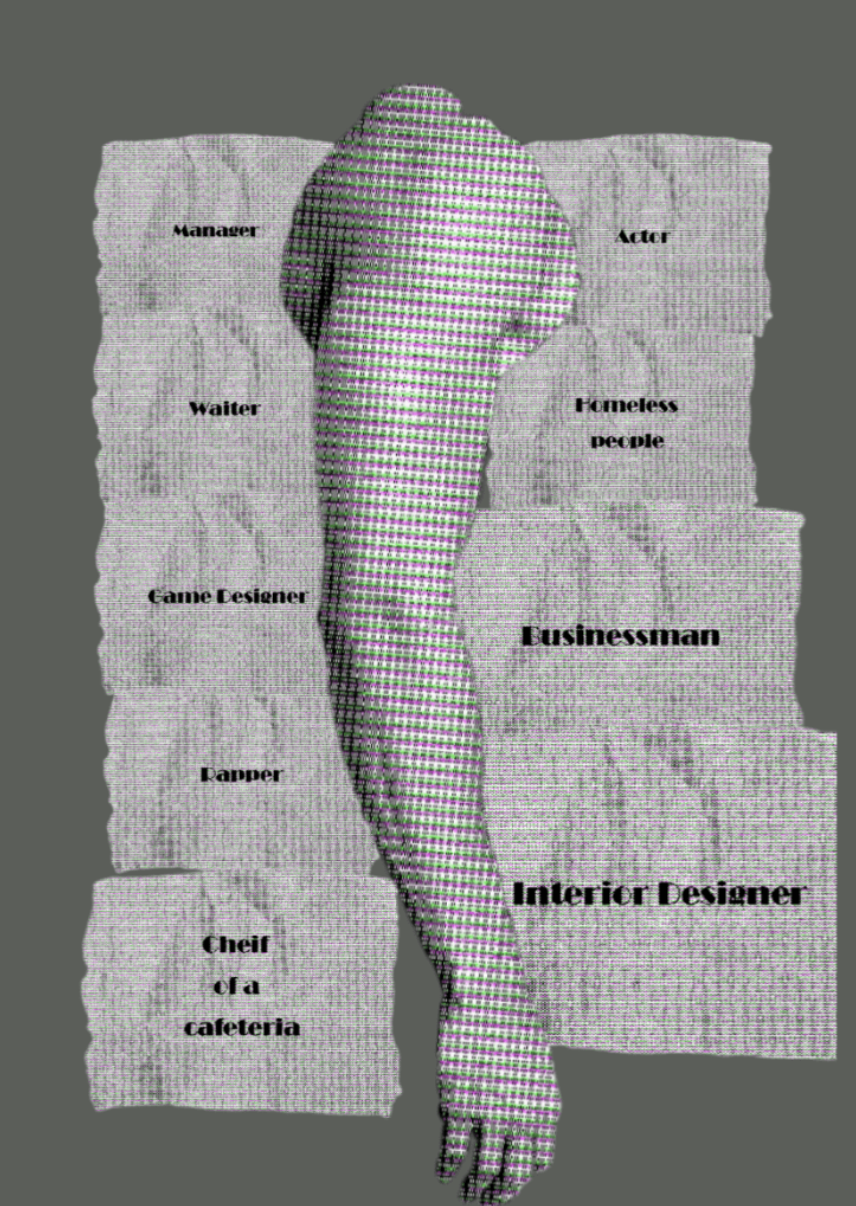 Manager
Actor
Waiter
Homeless
people
Game Designer
Businessman
Rapper
Interior Designer
Cheif
of a
cafeteria